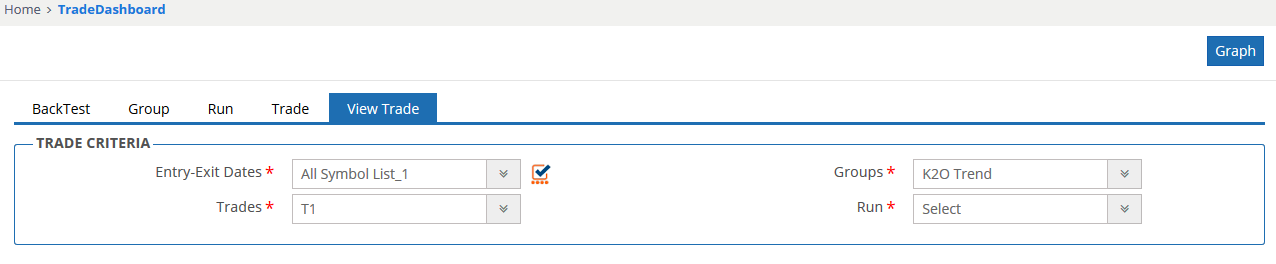 Home > TradeDashboard
Graph
BackTest Group Run Trade View Trade
TRADE CRITERIA
Entry-Exit Dates * All Symbol List_1 Groups * K2O Trend
Trades * T1 Run * Select